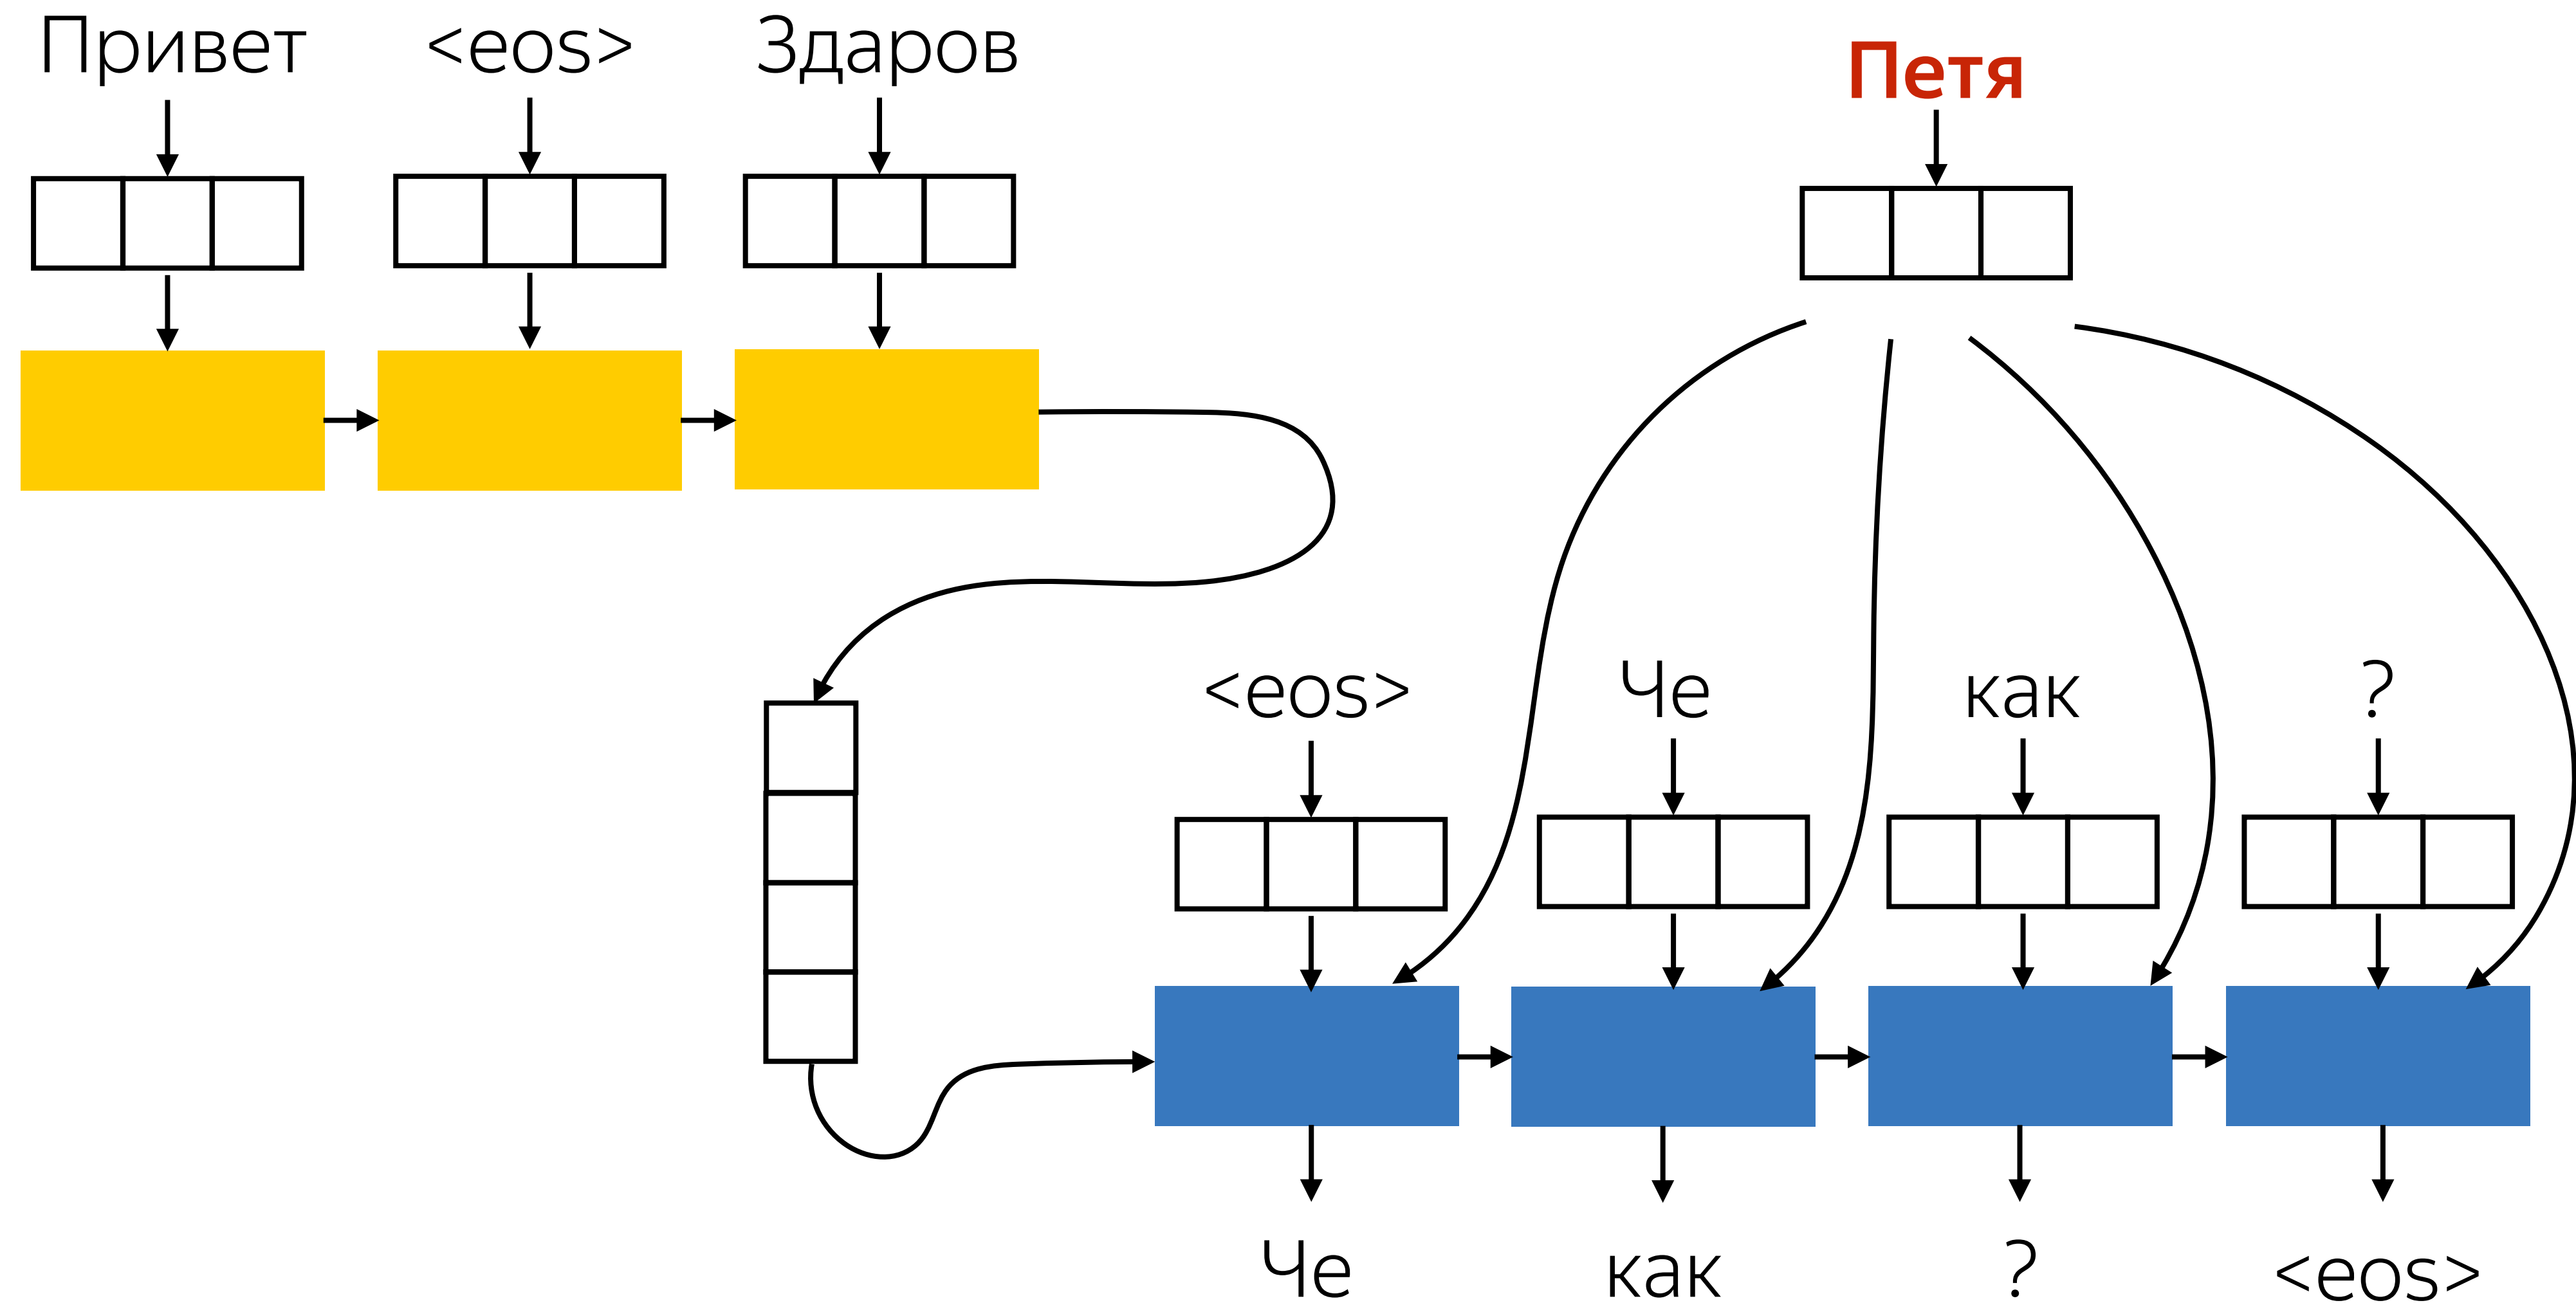 Привет <eos> Здаров
Петя
<eos> Че как ?
Че как ? <eos>